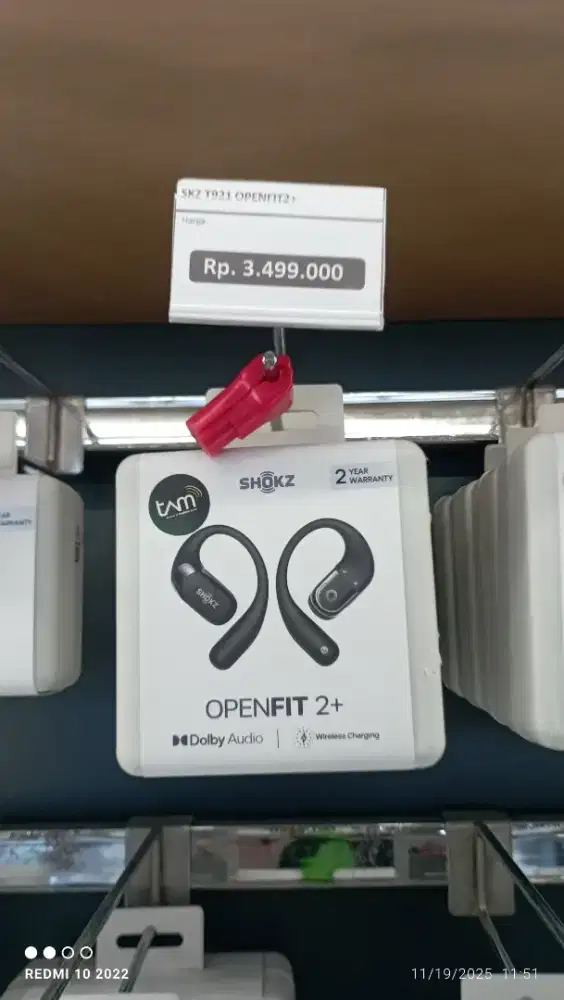 SKZ T921 OPENFIT2+
Harga
Rp. 3.499.000
tam
SHOKZ
2 YEAR
WARRANTY
SHOKZ
OPENFIT 2+
Dolby Audio
Wireless Charging
WARRANTY
REDMI 10 2022
11/19/2025 11:51